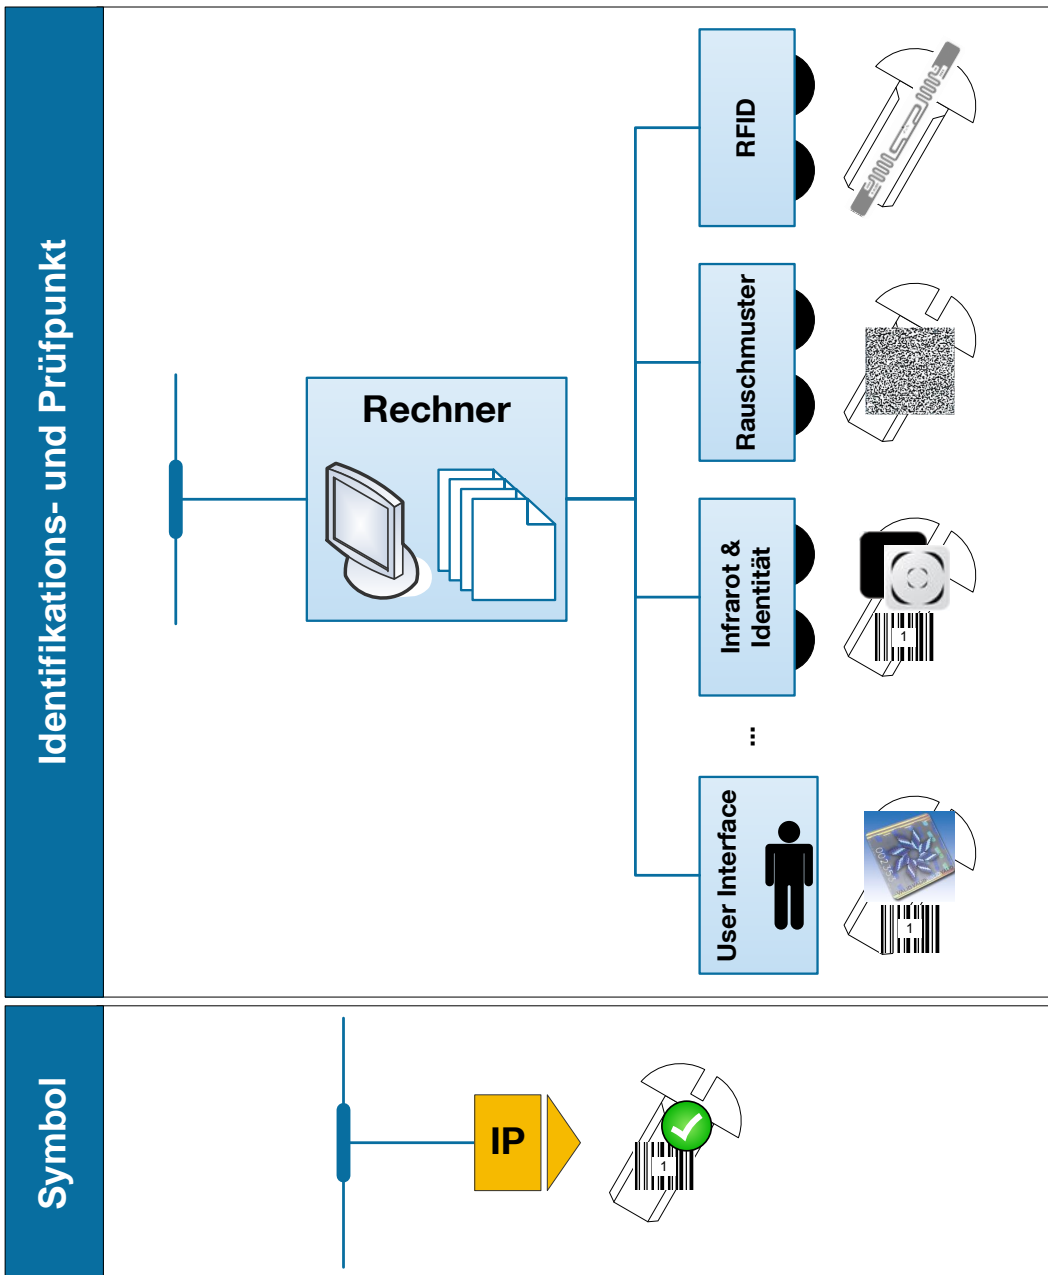 Identifikations- und Prüfpunkt
Rechner
RFID
Rauschmuster
Infrarot &
Identität
1
...
User Interface
1
Symbol
IP
1